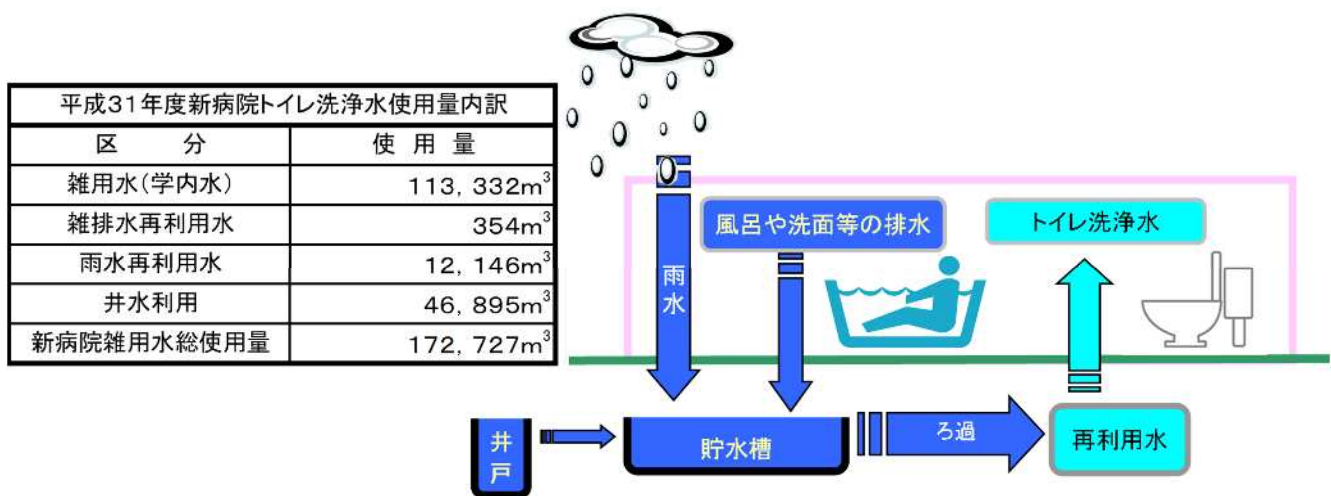 平成31年度新病院トイレ洗浄水使用量内訳
区 分 使 用 量
雑用水(学内水) 113, 332m³
雑排水再利用水 354m³
雨水再利用水 12, 146m³
井水利用 46, 895m³
新病院雑用水総使用量 172, 727m³
雨水
風呂や洗面等の排水
トイレ洗浄水
井戸
貯水槽
ろ過
再利用水